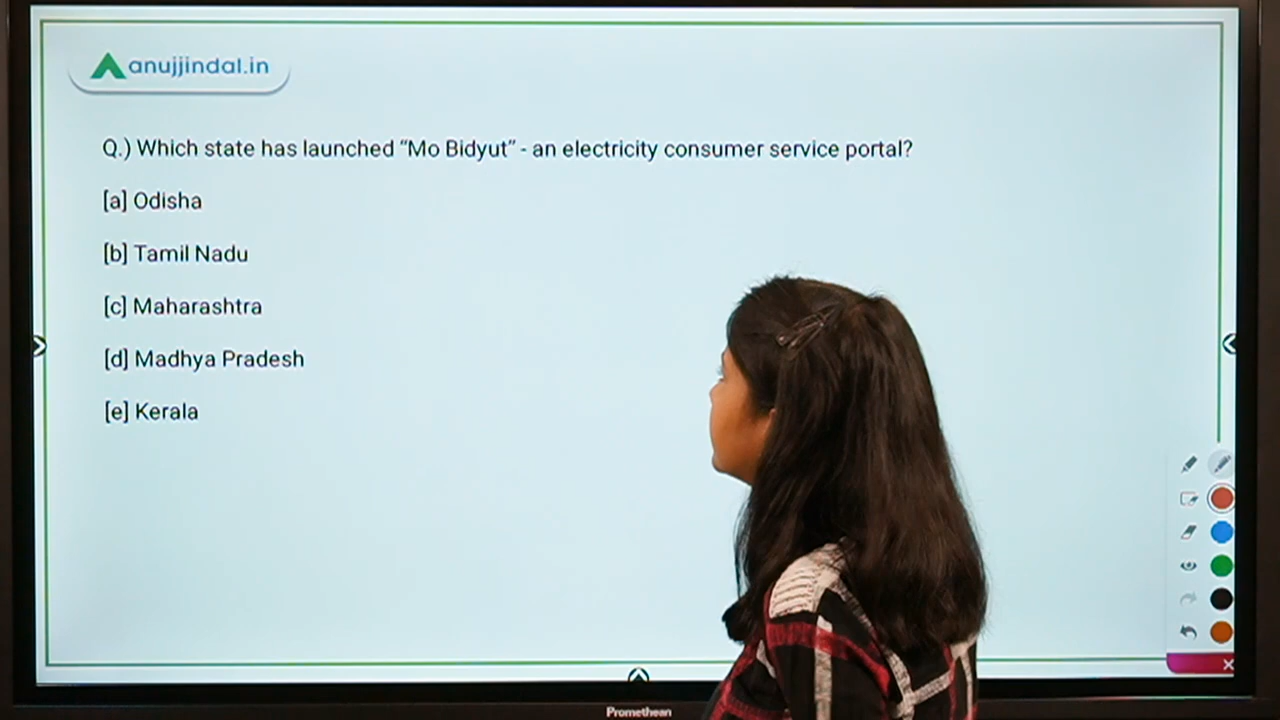 anujjindal.in
Q.) Which state has launched “Mo Bidyut” - an electricity consumer service portal?
[a] Odisha
[b] Tamil Nadu
[c] Maharashtra
[d] Madhya Pradesh
[e] Kerala
Promethean